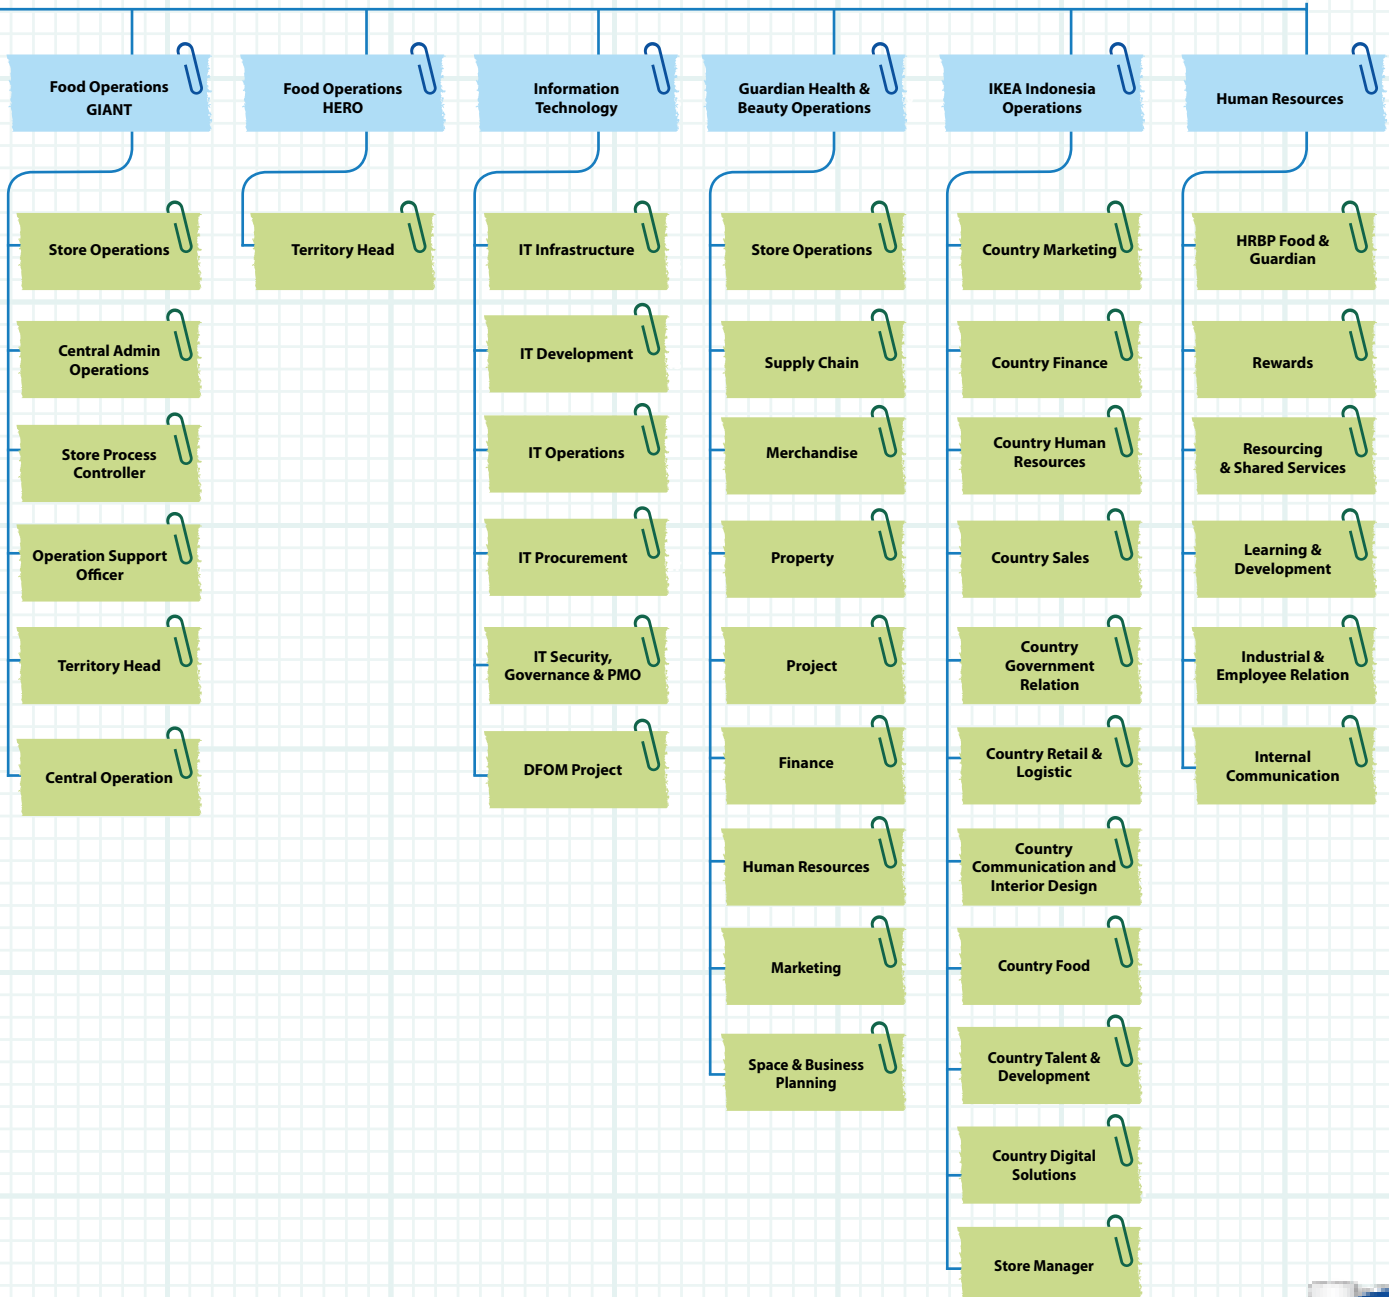 Food Operations
GIANT
Food Operations
HERO
Information
Technology
Guardian Health &
Beauty Operations
IKEA Indonesia
Operations
Human Resources
Store Operations
Central Admin
Operations
Store Process
Controller
Operation Support
Officer
Territory Head
Central Operation
Territory Head
IT Infrastructure
IT Development
IT Operations
IT Procurement
IT Security,
Governance & PMO
DFOM Project
Store Operations
Supply Chain
Merchandise
Property
Project
Finance
Human Resources
Marketing
Space & Business
Planning
Country Marketing
Country Finance
Country Human
Resources
Country Sales
Country
Government
Relation
Country Retail &
Logistic
Country
Communication and
Interior Design
Country Food
Country Talent &
Development
Country Digital
Solutions
Store Manager
HRBP Food &
Guardian
Rewards
Resourcing
& Shared Services
Learning &
Development
Industrial &
Employee Relation
Internal
Communication